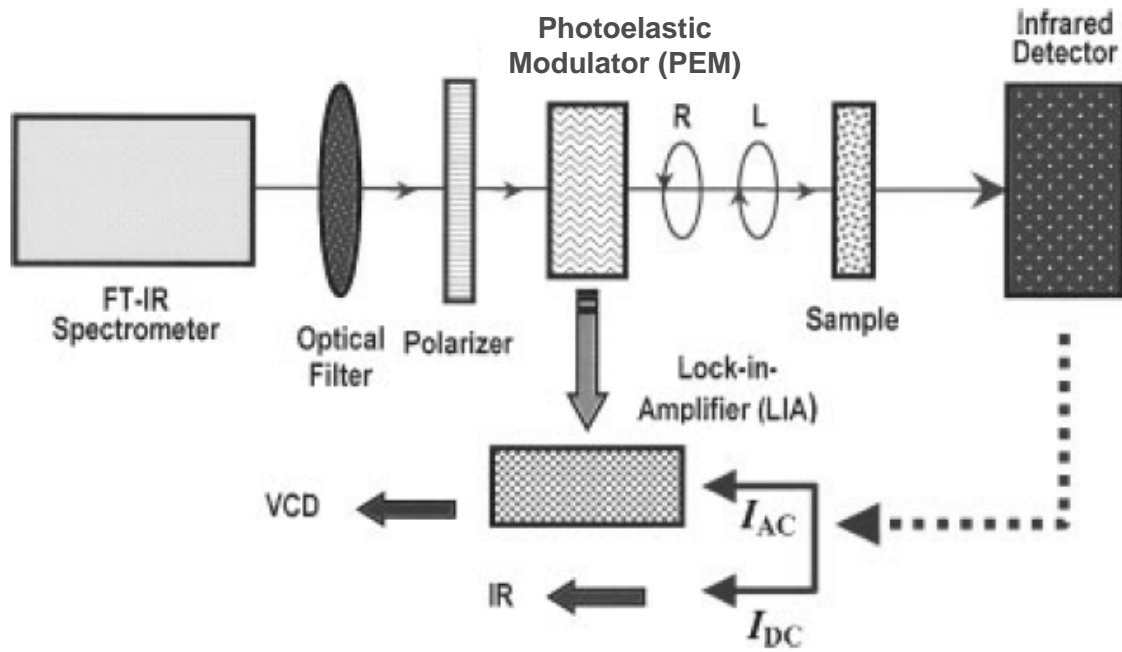 Photoelastic
Modulator (PEM)
Infrared
Detector
R
L
FT-IR
Spectrometer
Optical
Filter
Polarizer
Sample
Lock-in-
Amplifier (LIA)
VCD
I_AC
IR
I_DC